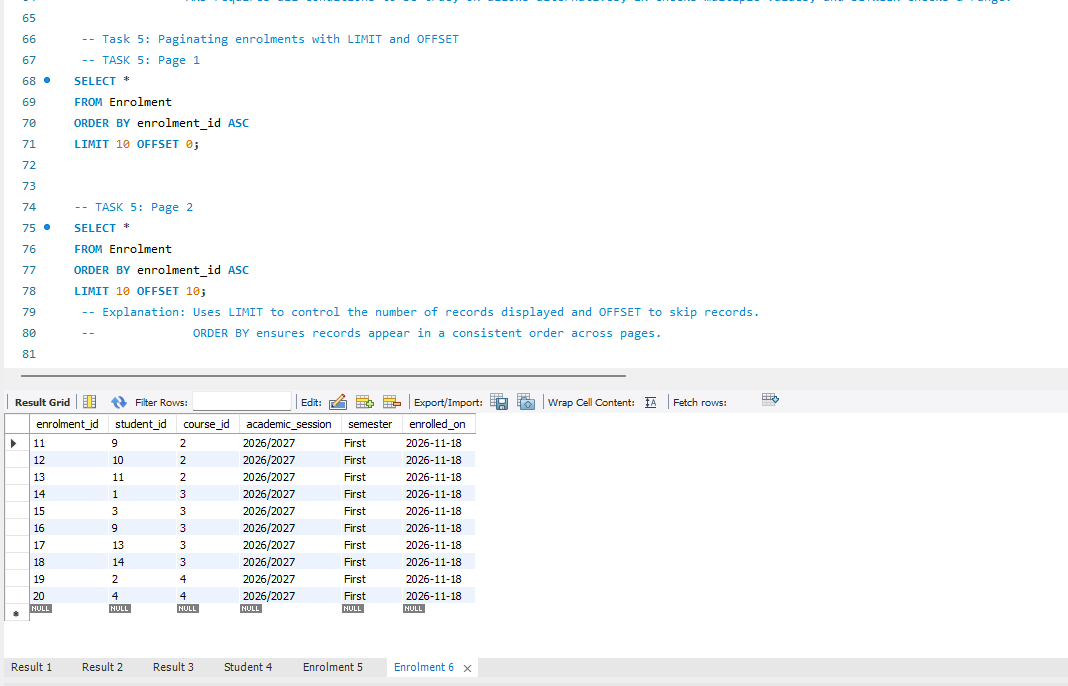 65
66 -- Task 5: Paginating enrolments with LIMIT and OFFSET
67 -- TASK 5: Page 1
68 SELECT *
69 FROM Enrolment
70 ORDER BY enrolment_id ASC
71 LIMIT 10 OFFSET 0;
72
73
74 -- TASK 5: Page 2
75 SELECT *
76 FROM Enrolment
77 ORDER BY enrolment_id ASC
78 LIMIT 10 OFFSET 10;
79 -- Explanation: Uses LIMIT to control the number of records displayed and OFFSET to skip records.
80 -- ORDER BY ensures records appear in a consistent order across pages.
81
Result Grid Filter Rows: Edit: Export/Import: Wrap Cell Content: IA Fetch rows:
enrolment_id student_id course_id academic_session semester enrolled_on
11 9 2 2026/2027 First 2026-11-18
12 10 2 2026/2027 First 2026-11-18
13 11 2 2026/2027 First 2026-11-18
14 1 3 2026/2027 First 2026-11-18
15 3 3 2026/2027 First 2026-11-18
16 9 3 2026/2027 First 2026-11-18
17 13 3 2026/2027 First 2026-11-18
18 14 3 2026/2027 First 2026-11-18
19 2 4 2026/2027 First 2026-11-18
20 4 4 2026/2027 First 2026-11-18
NULL NULL NULL NULL NULL NULL
Result 1 Result 2 Result 3 Student 4 Enrolment 5 Enrolment 6